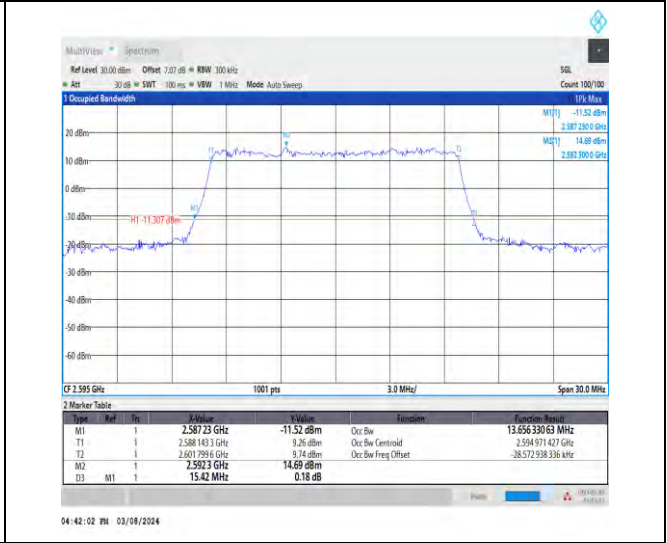 MultiView Spectrum
Ref Level 30.00 dBm Offset 7.07 dB RBW 300 kHz SGL
Att 30 dB SWT 100 ms VBW 1 MHz Mode Auto Sweep Count 100/100
1 Occupied Bandwidth 1Pk Max
M1[1] -11.52 dBm
2.587 230 0 GHz
M2[1] 14.69 dBm
2.592 300 0 GHz
20 dBm
T1 M2 T2
10 dBm
0 dBm
M1
-10 dBm H1 -11.307 dBm
-20 dBm
-30 dBm
-40 dBm
-50 dBm
-60 dBm
CF 2.595 GHz 1001 pts 3.0 MHz/ Span 30.0 MHz
2 Marker Table
Type Ref Trc X-Value Y-Value Function Function Result
M1 1 2.587 23 GHz -11.52 dBm Occ Bw 13.656 330 63 MHz
T1 1 2.588 143 3 GHz 9.26 dBm Occ Bw Centroid 2.594 971 427 GHz
T2 1 2.601 799 6 GHz 9.74 dBm Occ Bw Freq Offset -28.572 938 336 kHz
M2 1 2.592 3 GHz 14.69 dBm
D3 M1 1 15.42 MHz 0.18 dB
04:42:02 PM 03/08/2024